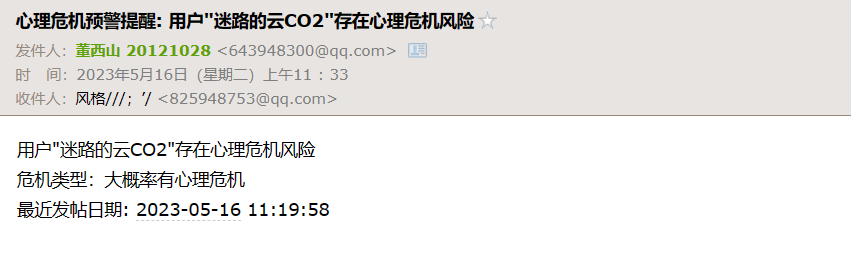 心理危机预警提醒: 用户"迷路的云CO2"存在心理危机风险
发件人：董西山 20121028 <643948300@qq.com>
时　间：2023年5月16日（星期二）上午11：33
收件人：风格///；'/ <825948753@qq.com>
用户"迷路的云CO2"存在心理危机风险
危机类型：大概率有心理危机
最近发帖日期: 2023-05-16 11:19:58